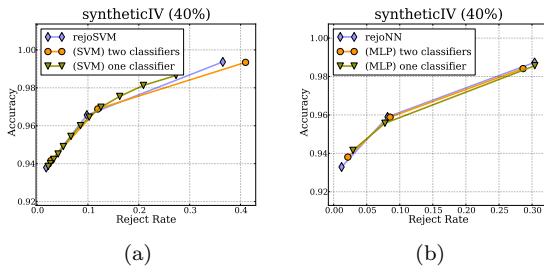 syntheticIV (40%)
rejoSVM
(SVM) two classifiers
(SVM) one classifier
Accuracy
1.00
0.98
0.96
0.94
0.92
0.0
0.1
0.2
0.3
0.4
Reject Rate
(a)
syntheticIV (40%)
rejoNN
(MLP) two classifiers
(MLP) one classifier
Accuracy
1.00
0.98
0.96
0.94
0.92
0.00
0.05
0.10
0.15
0.20
0.25
0.30
Reject Rate
(b)